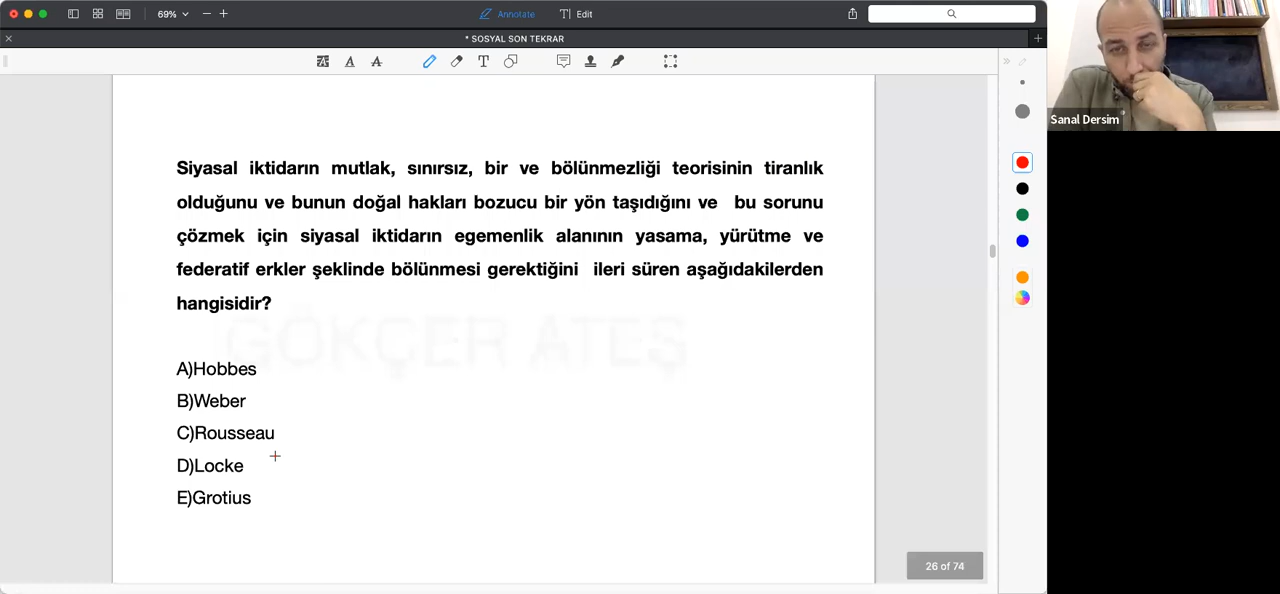 69%
Annotate
Edit
* SOSYAL SON TEKRAR
Sanal Dersim
Siyasal iktidarın mutlak, sınırsız, bir ve bölünmezliği teorisinin tiranlık
olduğunu ve bunun doğal hakları bozucu bir yön taşıdığını ve bu sorunu
çözmek için siyasal iktidarın egemenlik alanının yasama, yürütme ve
federatif erkler şeklinde bölünmesi gerektiğini ileri süren aşağıdakilerden
hangisidir?
GÖKÇER ATEŞ
A)Hobbes
B)Weber
C)Rousseau
D)Locke
E)Grotius
26 of 74